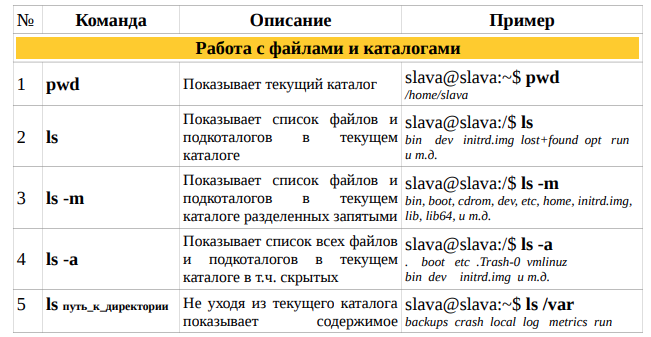 № Команда Описание Пример
Работа с файлами и каталогами
1 pwd Показывает текущий каталог slava@slava:~$ pwd
/home/slava
2 ls Показывает список файлов и подкоталогов в текущем каталоге slava@slava:/$ ls
bin dev initrd.img lost+found opt run
и т.д.
3 ls -m Показывает список файлов и подкоталогов в текущем каталоге разделенных запятыми slava@slava:/$ ls -m
bin, boot, cdrom, dev, etc, home, initrd.img,
lib, lib64, и т.д.
4 ls -a Показывает список всех файлов и подкоталогов в текущем каталоге в т.ч. скрытых slava@slava:/$ ls -a
. boot etc .Trash-0 vmlinuz
bin dev initrd.img и т.д.
5 ls путь_к_директории Не уходя из текущего каталога показывает содержимое slava@slava:~$ ls /var
backups crash local log metrics run